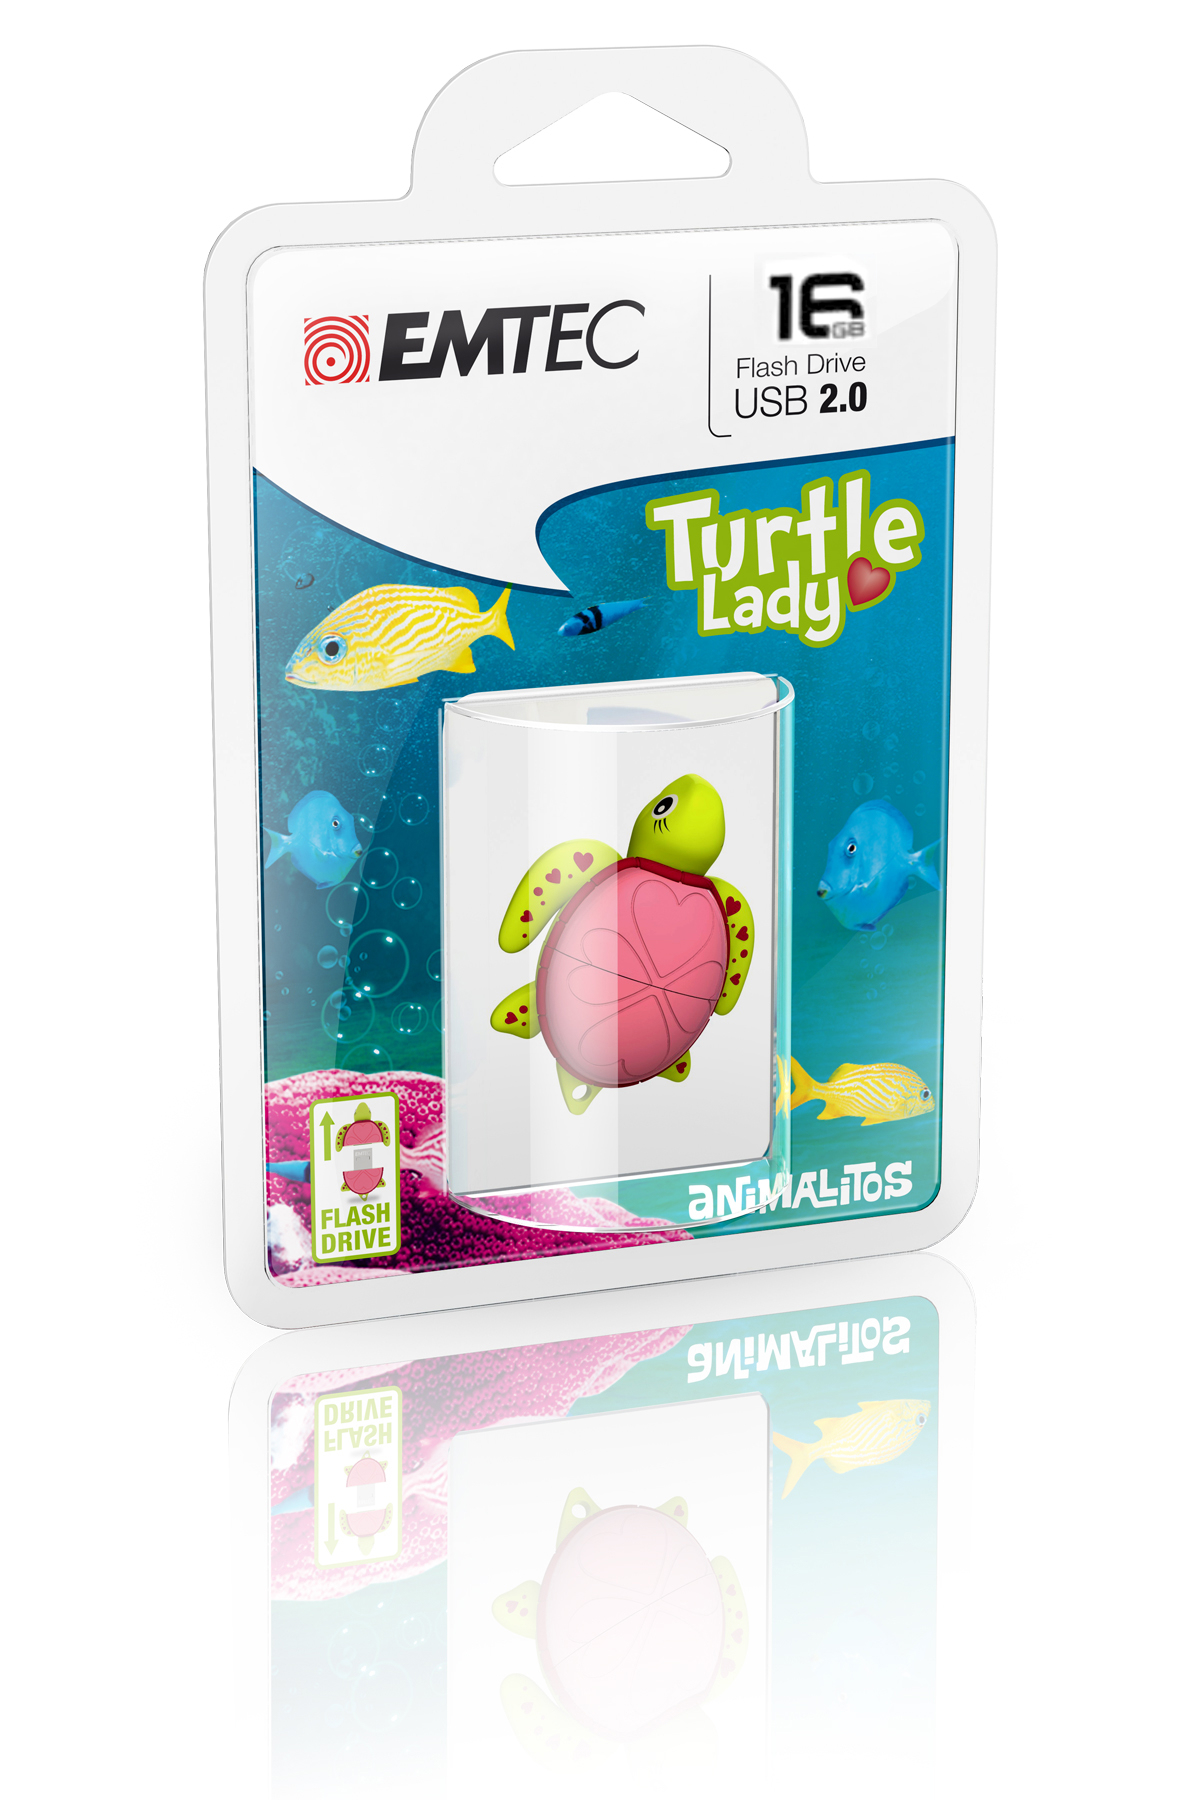 EMTEC
16
GB
Flash Drive
USB 2.0
Turtle
Lady
FLASH
DRIVE
ANiMALiTOS